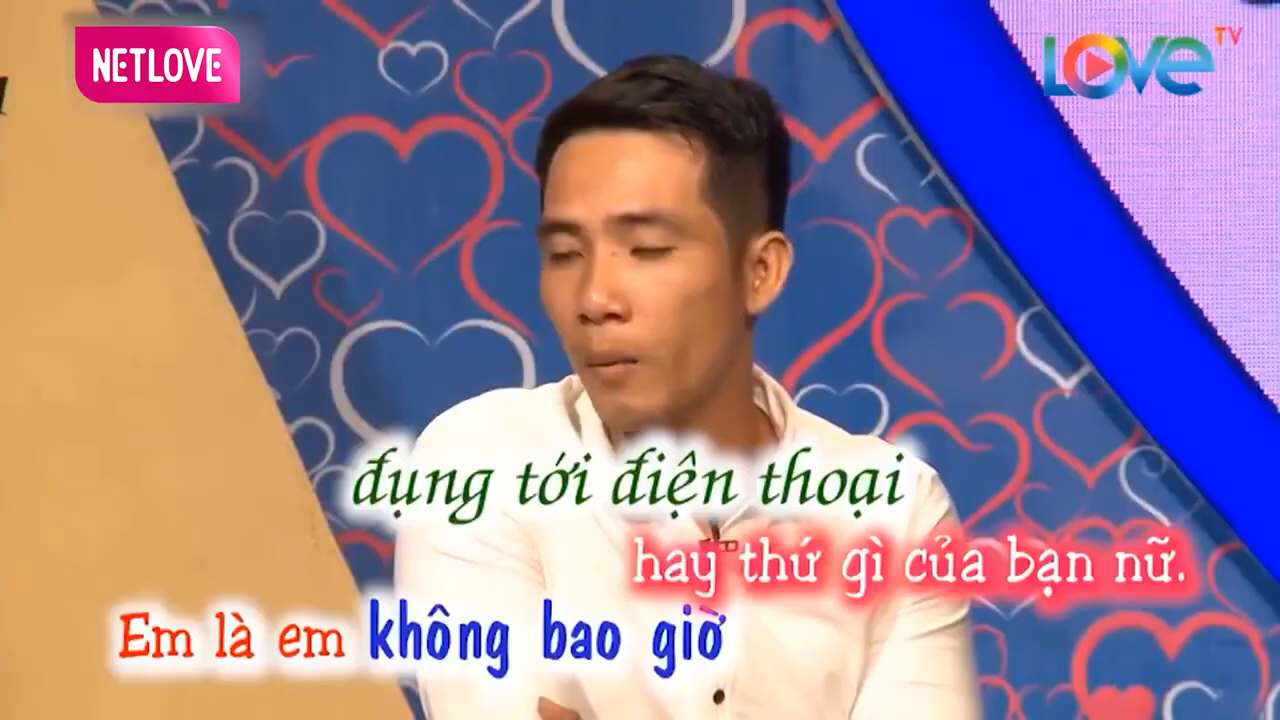 NETLOVE
LOVE TV
đụng tới điện thoại
hay thứ gì của bạn nữ.
Em là em không bao giờ